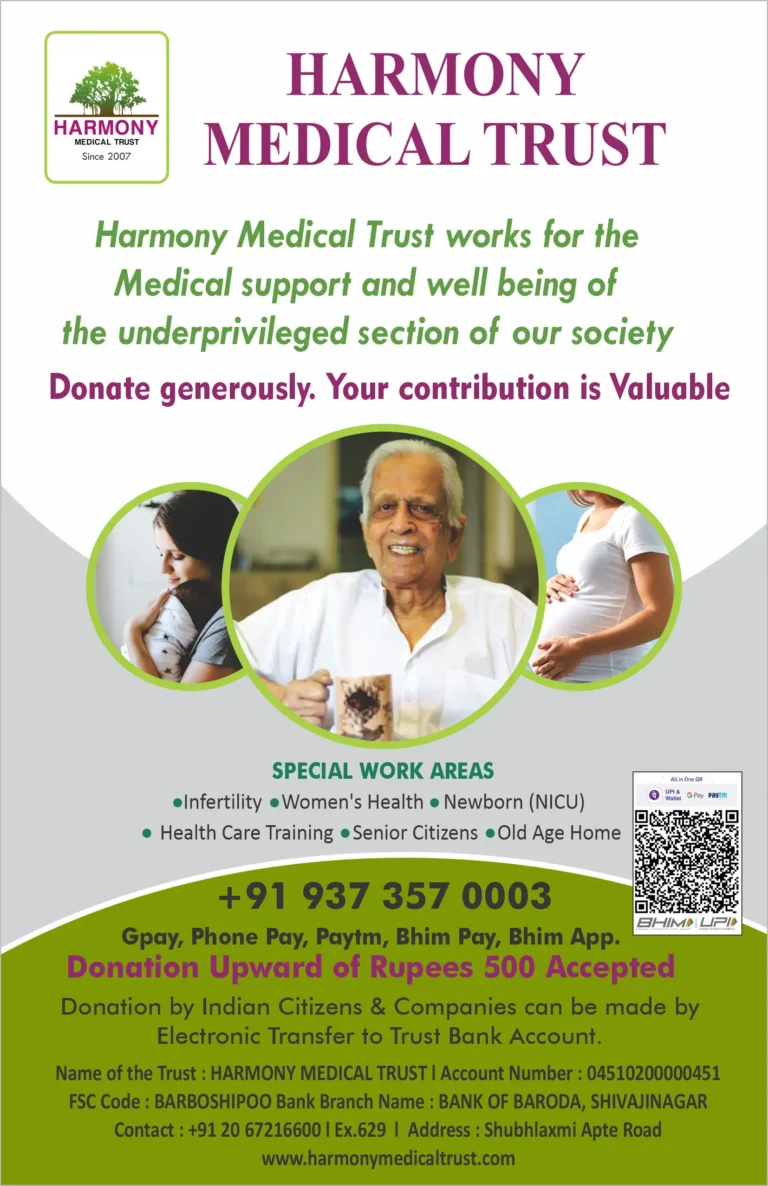 HARMONY
MEDICAL TRUST
Since 2007
HARMONY
MEDICAL TRUST
Harmony Medical Trust works for the
Medical support and well being of
the underprivileged section of our society
Donate generously. Your contribution is Valuable
SPECIAL WORK AREAS
●Infertility ●Women's Health ● Newborn (NICU)
● Health Care Training ●Senior Citizens ●Old Age Home
All in One QR
UPI & Wallet G Pay Paytm
BHIM UPI
+91 937 357 0003
Gpay, Phone Pay, Paytm, Bhim Pay, Bhim App.
Donation Upward of Rupees 500 Accepted
Donation by Indian Citizens & Companies can be made by
Electronic Transfer to Trust Bank Account.
Name of the Trust : HARMONY MEDICAL TRUST l Account Number : 04510200000451
FSC Code : BARBOSHIPOO Bank Branch Name : BANK OF BARODA, SHIVAJINAGAR
Contact : +91 20 67216600 l Ex.629 l Address : Shubhlaxmi Apte Road
www.harmonymedicaltrust.com